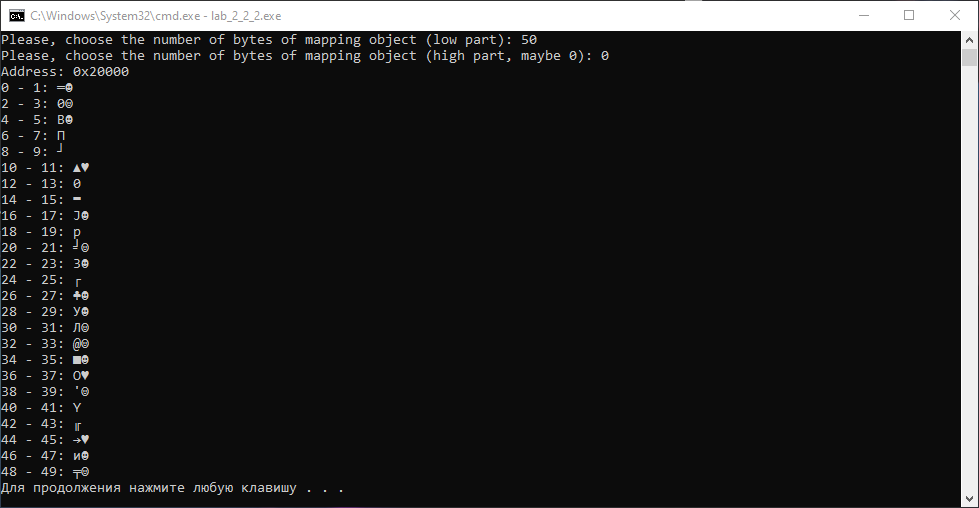 C:\Windows\System32\cmd.exe - lab_2_2_2.exe
Please, choose the number of bytes of mapping object (low part): 50
Please, choose the number of bytes of mapping object (high part, maybe 0): 0
Address: 0x20000
0 - 1: ═☻
2 - 3: 0☺
4 - 5: B☻
6 - 7: П
8 - 9: ┘
10 - 11: ▲♥
12 - 13: 0
14 - 15: ▬
16 - 17: J☻
18 - 19: p
20 - 21: ╛☺
22 - 23: 3☻
24 - 25: ┌
26 - 27: ♣☻
28 - 29: У☻
30 - 31: Л☺
32 - 33: @☺
34 - 35: ■☻
36 - 37: O♥
38 - 39: '☺
40 - 41: Y
42 - 43: ╓
44 - 45: →♥
46 - 47: и☻
48 - 49: ╤☺
Для продолжения нажмите любую клавишу . . .